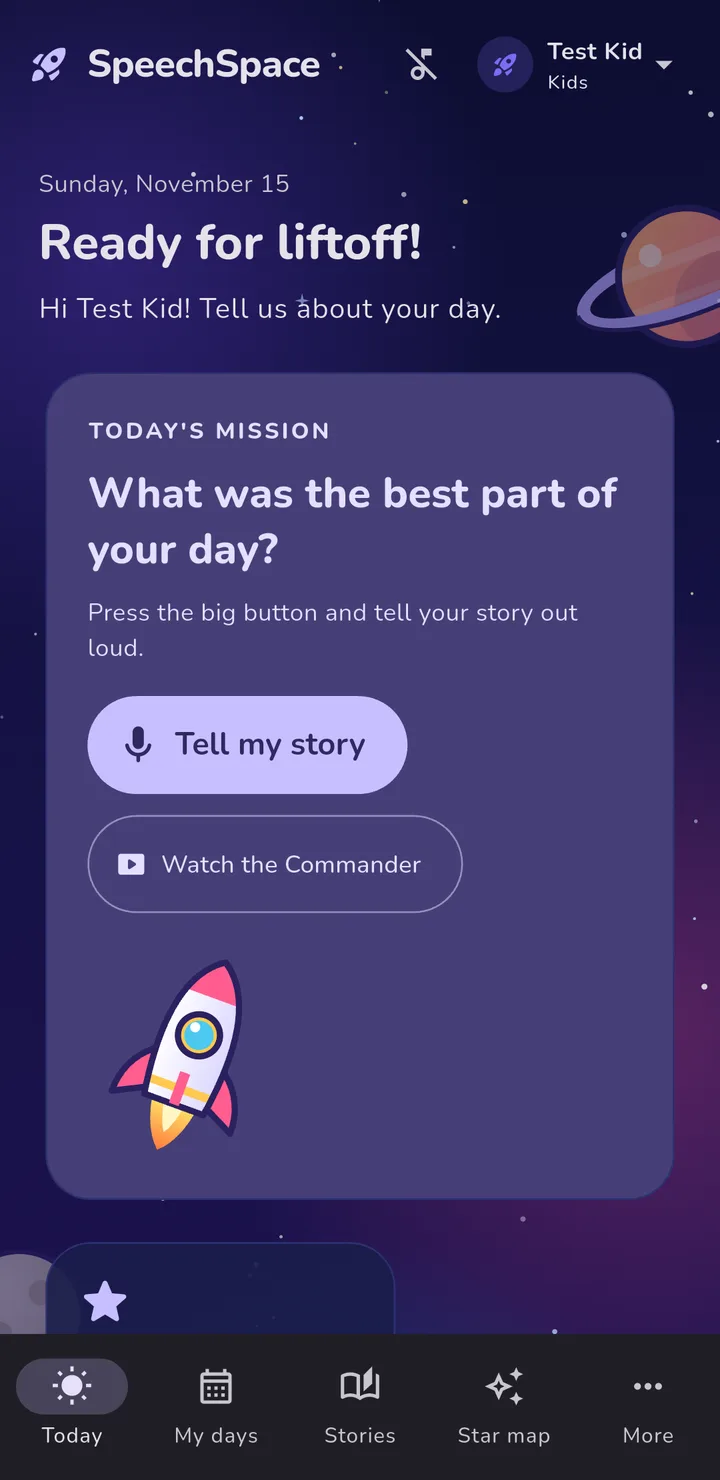 SpeechSpace
Test Kid
Kids
Sunday, November 15
Ready for liftoff!
Hi Test Kid! Tell us about your day.
TODAY'S MISSION
What was the best part of
your day?
Press the big button and tell your story out
loud.
Tell my story
Watch the Commander
Today
My days
Stories
Star map
More